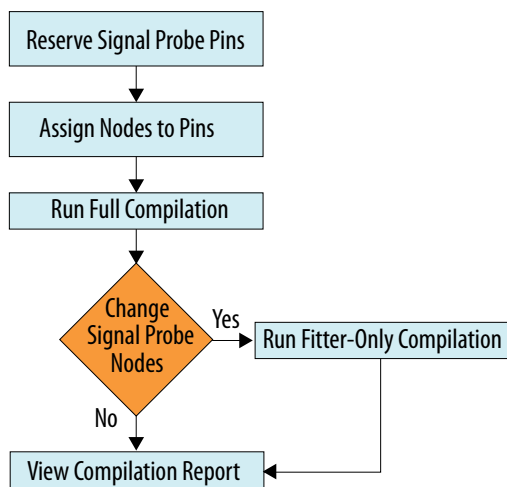 Reserve Signal Probe Pins
Assign Nodes to Pins
Run Full Compilation
Change
Signal Probe
Nodes
Yes
Run Fitter-Only Compilation
No
View Compilation Report